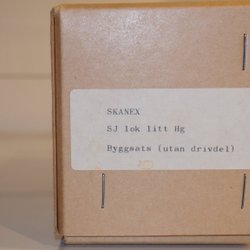 SKANEX
SJ lok litt Hg
Byggsats (utan drivdel)